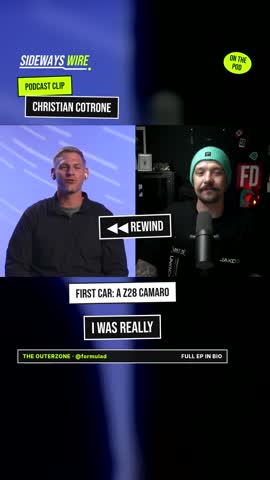 SIDEWAYS WIRE.
ON THE
POD
PODCAST CLIP
CHRISTIAN COTRONE
FD
REWIND
FIRST CAR: A Z28 CAMARO
I WAS REALLY
THE OUTERZONE - @formulad
FULL EP IN BIO